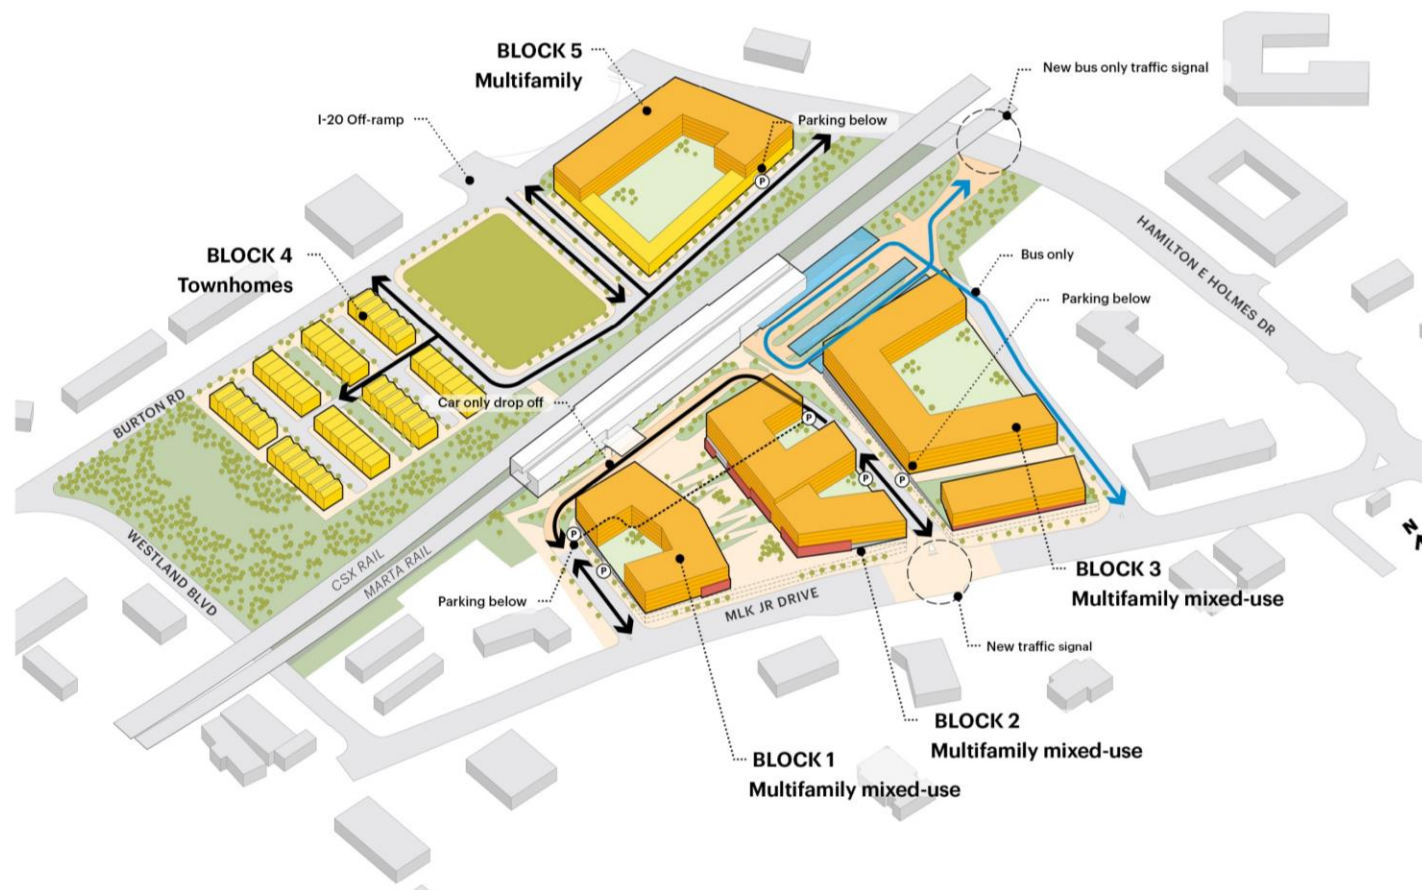 BLOCK 5
Multifamily
New bus only traffic signal
I-20 Off-ramp
Parking below
P
HAMILTON E HOLMES DR
BLOCK 4
Townhomes
Bus only
Parking below
BURTON RD
Car only drop off
P
P
P
P
P
N
WESTLAND BLVD
CSX RAIL
MARTA RAIL
Parking below
MLK JR DRIVE
BLOCK 3
Multifamily mixed-use
New traffic signal
BLOCK 2
Multifamily mixed-use
BLOCK 1
Multifamily mixed-use